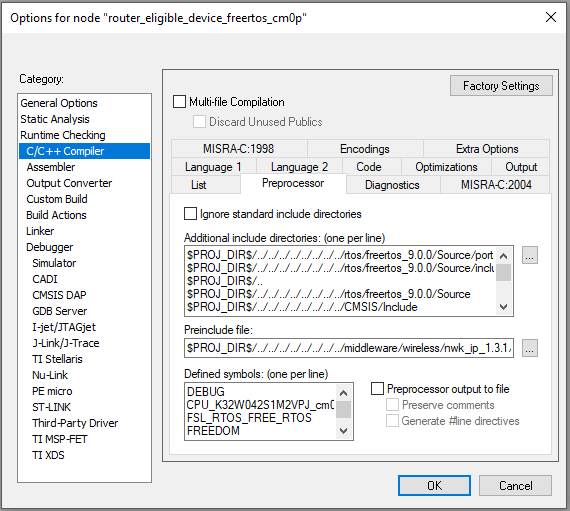 Options for node "router_eligible_device_freertos_cm0p"
Category:
General Options
Static Analysis
Runtime Checking
C/C++ Compiler
Assembler
Output Converter
Custom Build
Build Actions
Linker
Debugger
Simulator
CADI
CMSIS DAP
GDB Server
I-jet/JTAGjet
J-Link/J-Trace
TI Stellaris
Nu-Link
PE micro
ST-LINK
Third-Party Driver
TI MSP-FET
TI XDS
Factory Settings
Multi-file Compilation
Discard Unused Publics
MISRA-C:1998 Encodings Extra Options
Language 1 Language 2 Code Optimizations Output
List Preprocessor Diagnostics MISRA-C:2004
Ignore standard include directories
Additional include directories: (one per line)
$PROJ_DIR$/../../../../../../../../rtos/freertos_9.0.0/Source/port
$PROJ_DIR$/../../../../../../../../rtos/freertos_9.0.0/Source/inclu
$PROJ_DIR$/..
$PROJ_DIR$/../../../../../../../../rtos/freertos_9.0.0/Source
$PROJ_DIR$/../../../../../../../../CMSIS/Include
...
Preinclude file:
$PROJ_DIR$/../../../../../../../../middleware/wireless/nwk_ip_1.3.1/
...
Defined symbols: (one per line)
DEBUG
CPU_K32W042S1M2VPJ_cm0
FSL_RTOS_FREE_RTOS
FREEDOM
Preprocessor output to file
Preserve comments
Generate #line directives
OK Cancel